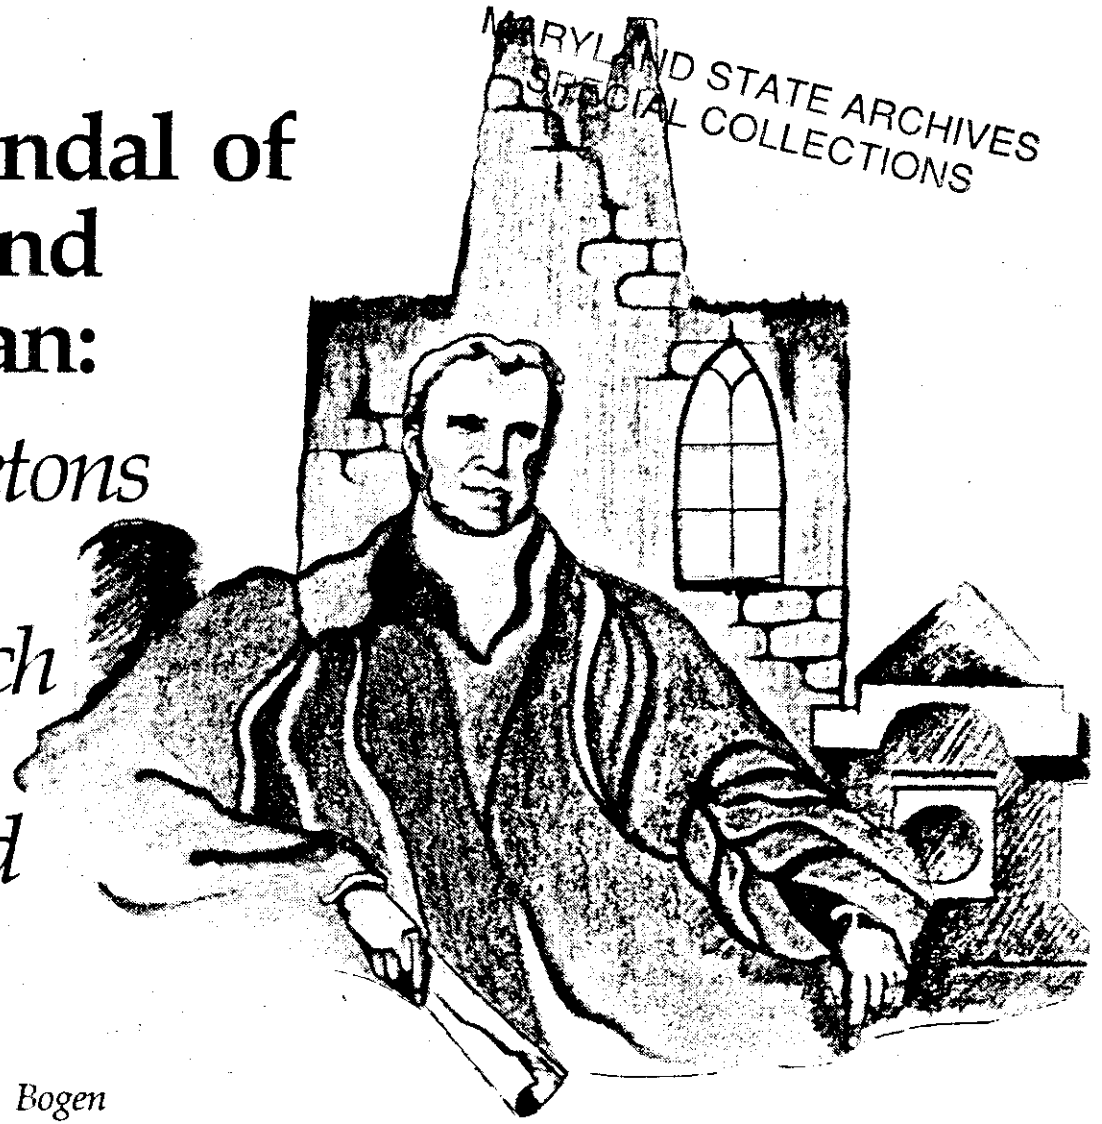 MARYLAND STATE ARCHIVES
SPECIAL COLLECTIONS
ndal of
nd
an:
tons
ch
d
Bogen